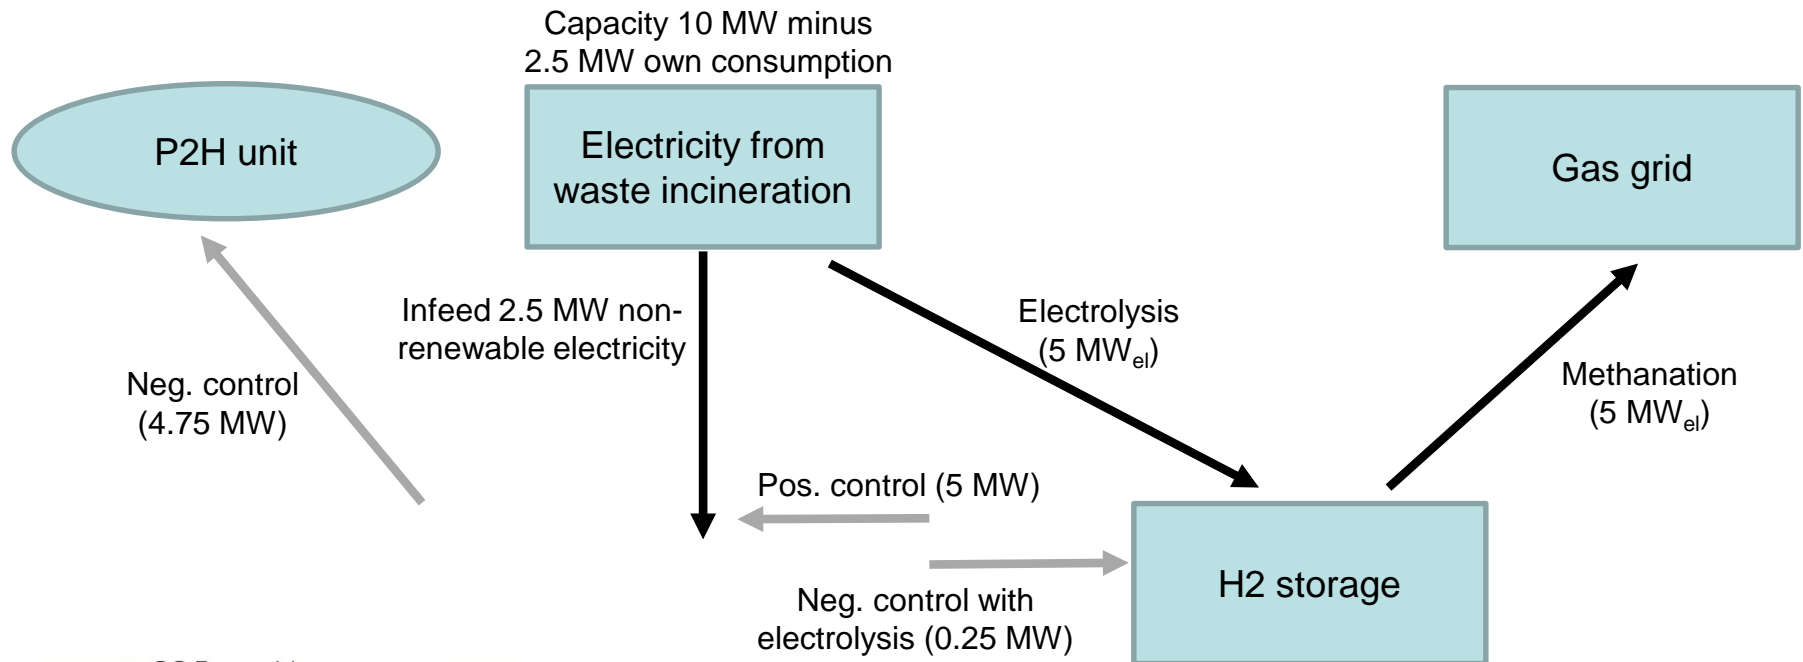 Capacity 10 MW minus
2.5 MW own consumption
P2H unit
Electricity from
waste incineration
Gas grid
Infeed 2.5 MW non-
renewable electricity
Electrolysis
(5 MWel)
Neg. control
(4.75 MW)
Methanation
(5 MWel)
Pos. control (5 MW)
Neg. control with
electrolysis (0.25 MW)
H2 storage